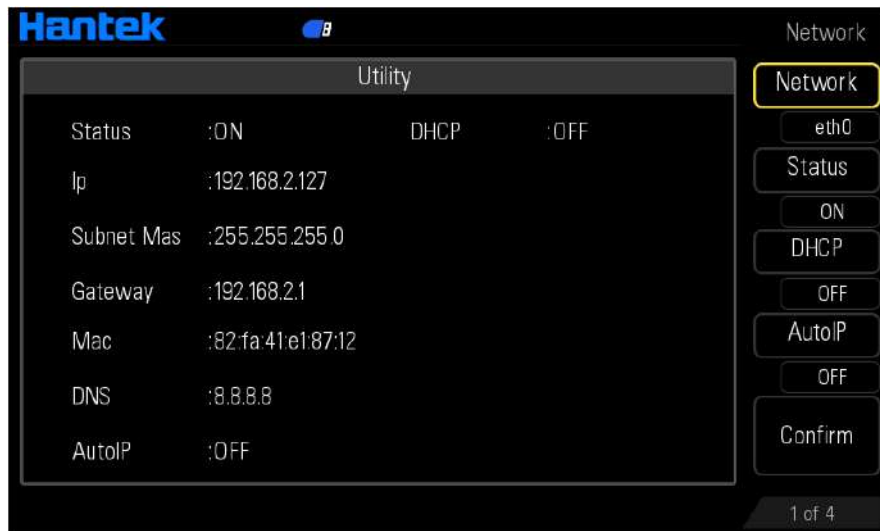 Hantek
Network
Utility
Status :ON DHCP :OFF
Ip :192.168.2.127
Subnet Mas :255.255.255.0
Gateway :192.168.2.1
Mac :82:fa:41:e1:87:12
DNS :8.8.8.8
AutoIP :OFF
Network
eth0
Status
ON
DHCP
OFF
AutoIP
OFF
Confirm
1 of 4